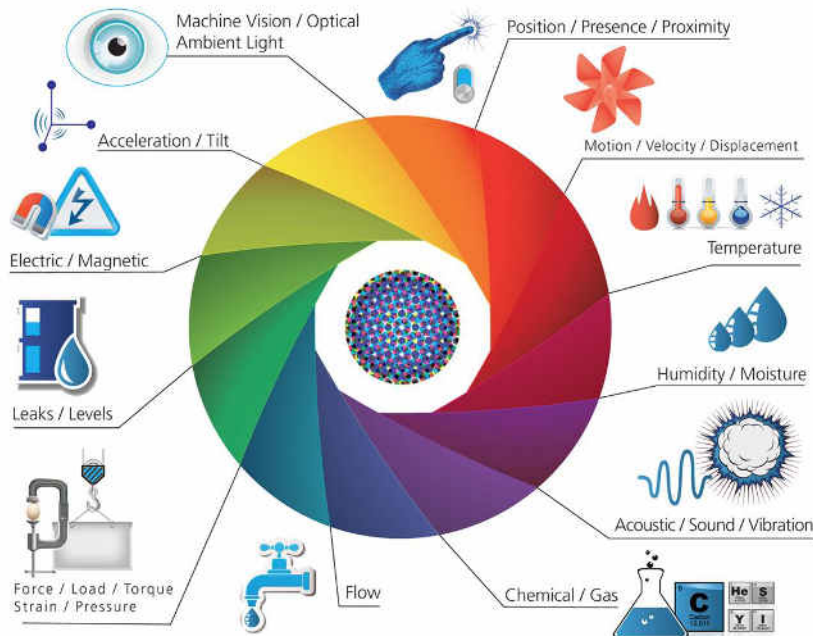 Machine Vision / Optical
Ambient Light
Position / Presence / Proximity
Acceleration / Tilt
Motion / Velocity / Displacement
Electric / Magnetic
Temperature
Leaks / Levels
Humidity / Moisture
Acoustic / Sound / Vibration
Force / Load / Torque
Strain / Pressure
Flow
Chemical / Gas
C
Carbon
He S
Y I